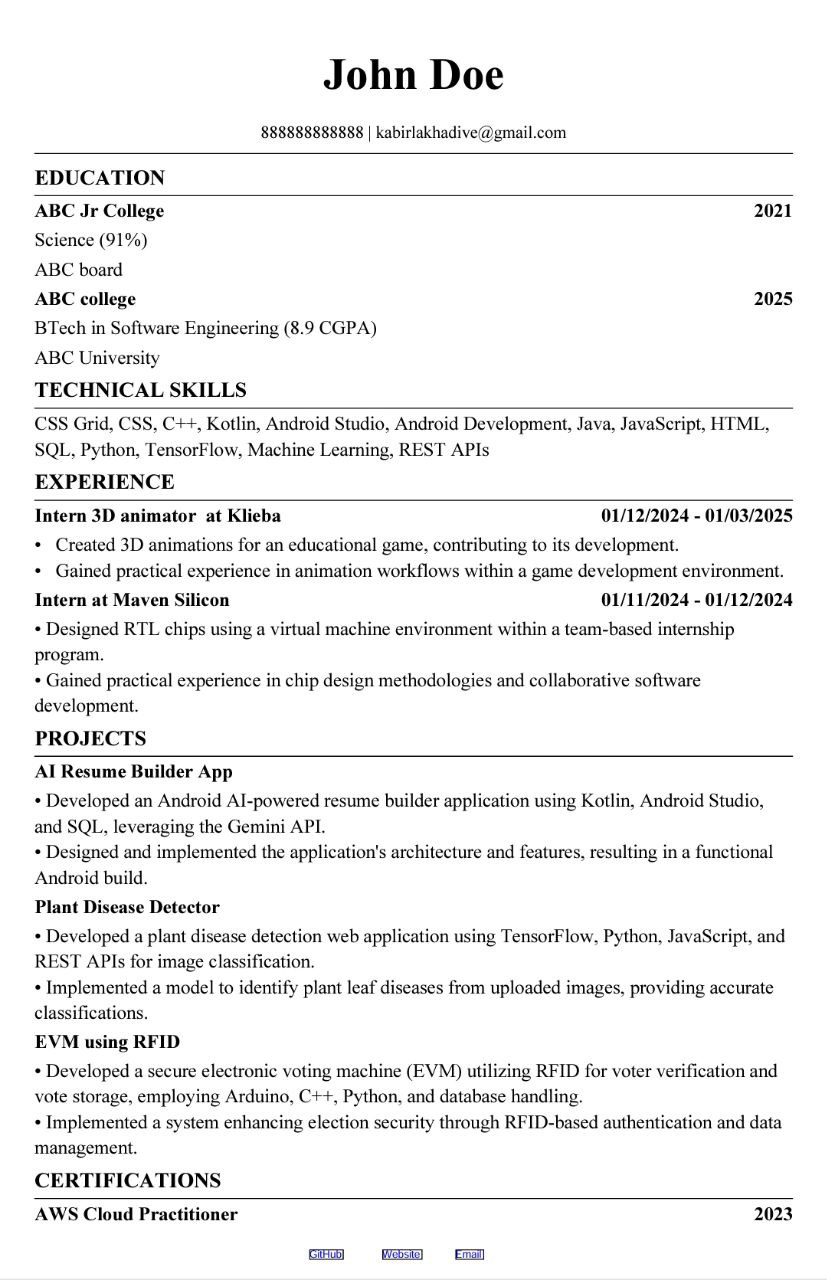 John Doe
888888888888 | kabirlakhadive@gmail.com
EDUCATION
ABC Jr College 2021
Science (91%)
ABC board
ABC college 2025
BTech in Software Engineering (8.9 CGPA)
ABC University
TECHNICAL SKILLS
CSS Grid, CSS, C++, Kotlin, Android Studio, Android Development, Java, JavaScript, HTML,
SQL, Python, TensorFlow, Machine Learning, REST APIs
EXPERIENCE
Intern 3D animator at Klieba 01/12/2024 - 01/03/2025
• Created 3D animations for an educational game, contributing to its development.
• Gained practical experience in animation workflows within a game development environment.
Intern at Maven Silicon 01/11/2024 - 01/12/2024
• Designed RTL chips using a virtual machine environment within a team-based internship
program.
• Gained practical experience in chip design methodologies and collaborative software
development.
PROJECTS
AI Resume Builder App
• Developed an Android AI-powered resume builder application using Kotlin, Android Studio,
and SQL, leveraging the Gemini API.
• Designed and implemented the application's architecture and features, resulting in a functional
Android build.
Plant Disease Detector
• Developed a plant disease detection web application using TensorFlow, Python, JavaScript, and
REST APIs for image classification.
• Implemented a model to identify plant leaf diseases from uploaded images, providing accurate
classifications.
EVM using RFID
• Developed a secure electronic voting machine (EVM) utilizing RFID for voter verification and
vote storage, employing Arduino, C++, Python, and database handling.
• Implemented a system enhancing election security through RFID-based authentication and data
management.
CERTIFICATIONS
AWS Cloud Practitioner 2023
GitHub Website Email